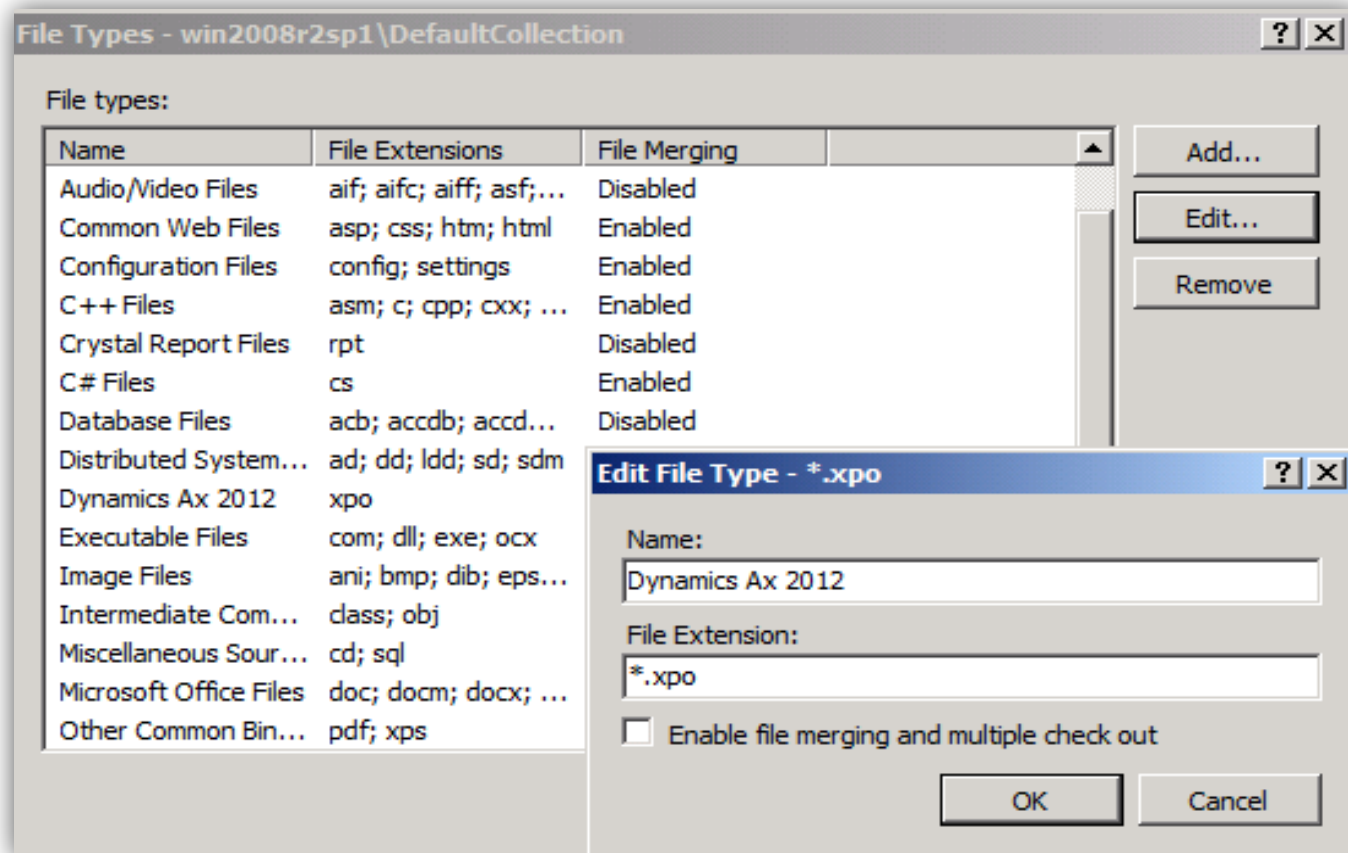 File Types - win2008r2sp1\DefaultCollection
File types:
Name File Extensions File Merging
Add...
Audio/Video Files aif; aifc; aiff; asf;... Disabled
Common Web Files asp; css; htm; html Enabled
Edit...
Configuration Files config; settings Enabled
Remove
C++ Files asm; c; cpp; cxx; ... Enabled
Crystal Report Files rpt Disabled
C# Files cs Enabled
Database Files acb; accdb; accd... Disabled
Distributed System... ad; dd; ldd; sd; sdm
Dynamics Ax 2012 xpo
Executable Files com; dll; exe; ocx
Image Files ani; bmp; dib; eps...
Intermediate Com... class; obj
Miscellaneous Sour... cd; sql
Microsoft Office Files doc; docm; docx; ...
Other Common Bin... pdf; xps
Edit File Type - *.xpo
Name:
Dynamics Ax 2012
File Extension:
*.xpo
Enable file merging and multiple check out
OK Cancel